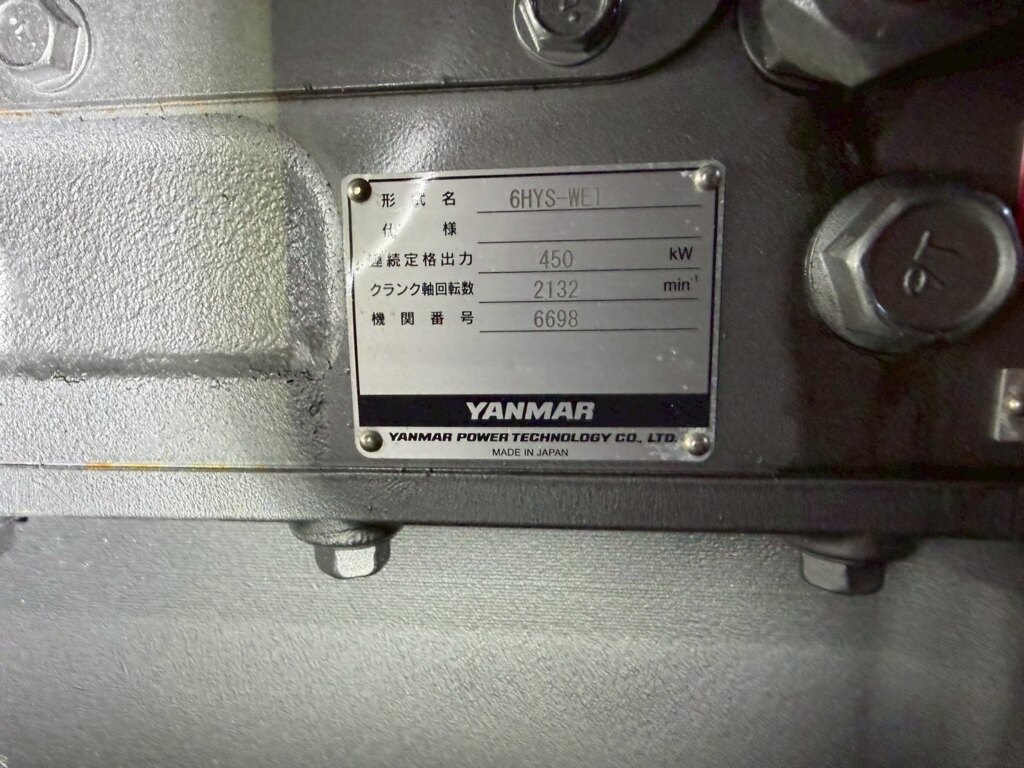 形式名 6HYS-WET
仕様
連続定格出力 450 kW
クランク軸回転数 2132 min⁻¹
機関番号 6698
YANMAR
YANMAR POWER TECHNOLOGY CO., LTD.
MADE IN JAPAN